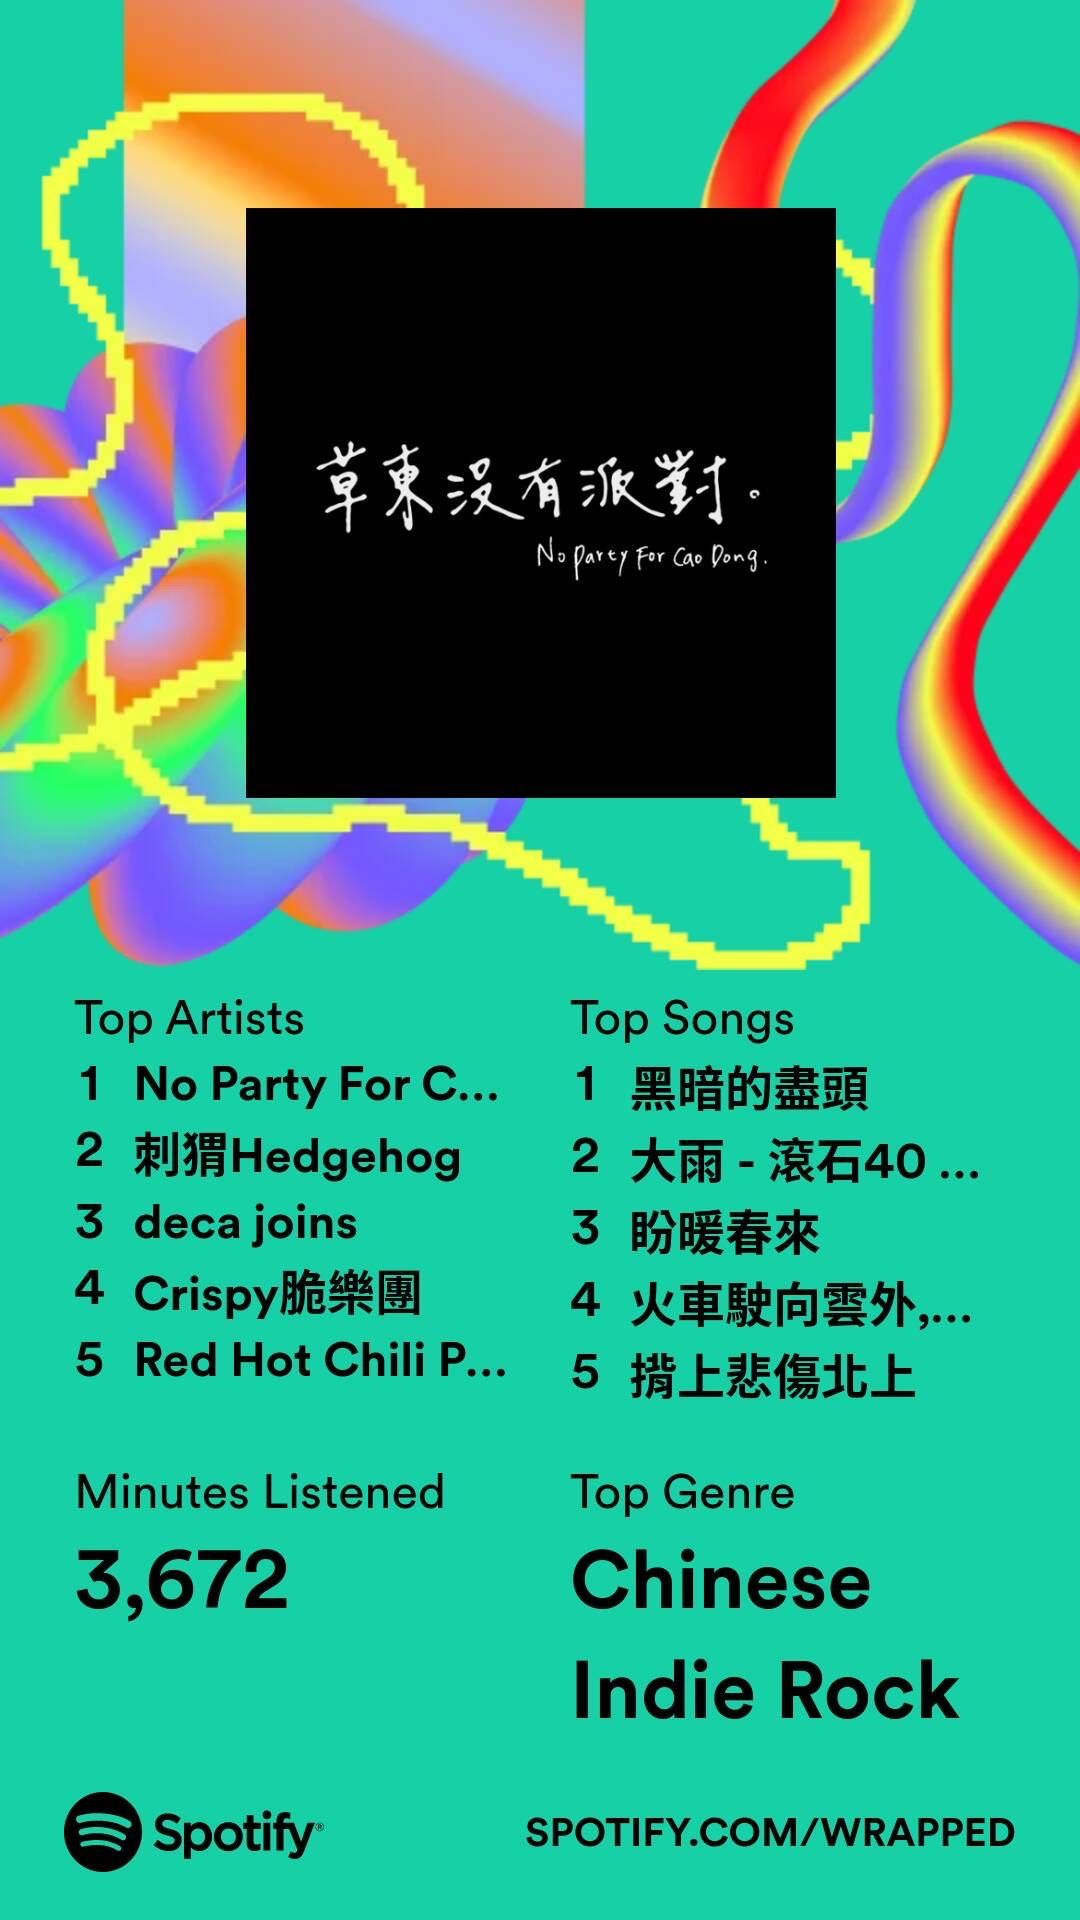 草東沒有派對。
No Party For Cao Dong.
Top Artists
1 No Party For C...
2 刺猬Hedgehog
3 deca joins
4 Crispy脆樂團
5 Red Hot Chili P...
Top Songs
1 黑暗的盡頭
2 大雨 - 滾石40 ...
3 盼暖春來
4 火車駛向雲外,...
5 揹上悲傷北上
Minutes Listened
3,672
Top Genre
Chinese
Indie Rock
Spotify®
SPOTIFY.COM/WRAPPED